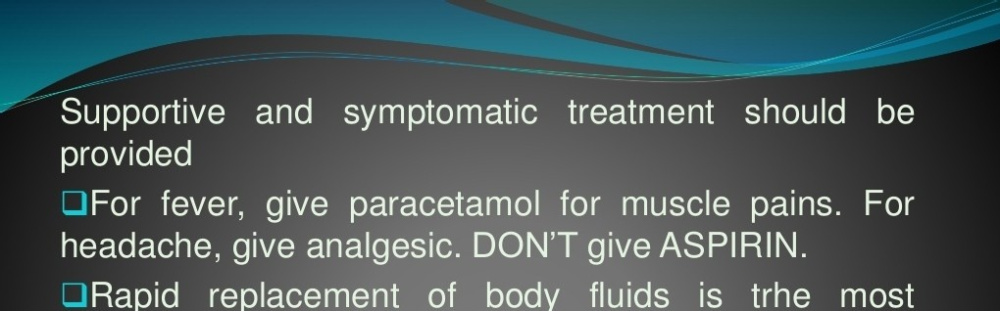 Supportive and symptomatic treatment should be
provided
❑For fever, give paracetamol for muscle pains. For
headache, give analgesic. DON’T give ASPIRIN.
❑Rapid replacement of body fluids is trhe most